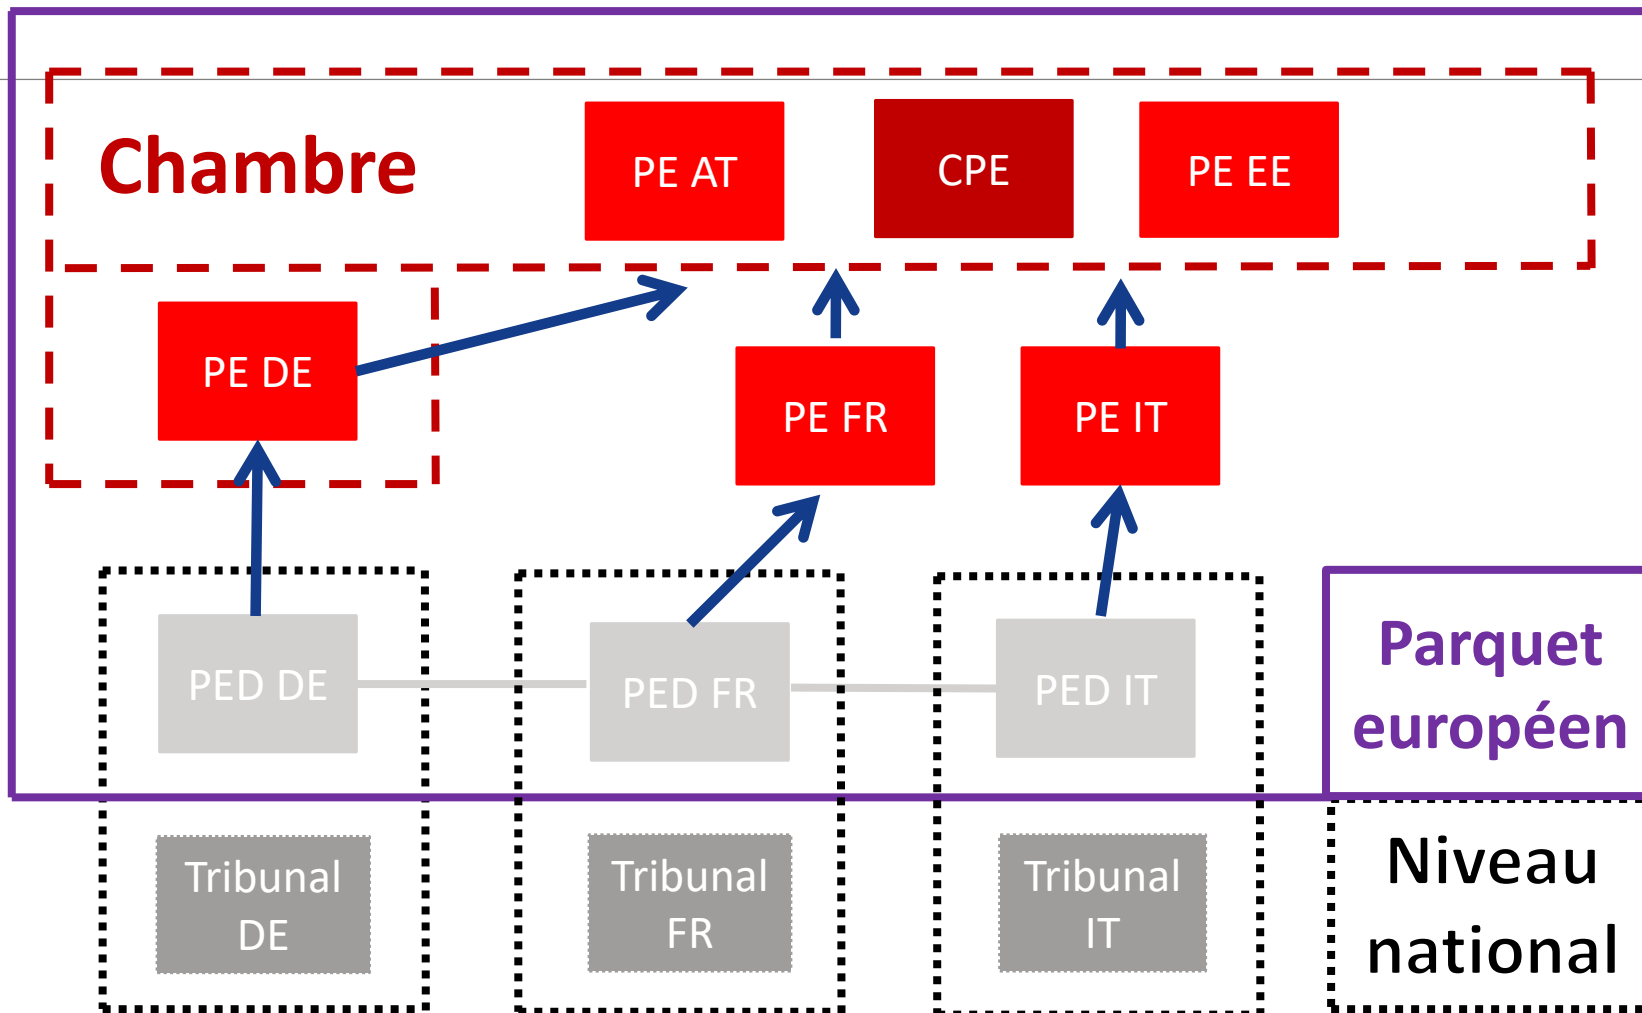 Chambre
PE AT
CPE
PE EE
PE DE
PE FR
PE IT
PED DE
PED FR
PED IT
Parquet
européen
Tribunal
DE
Tribunal
FR
Tribunal
IT
Niveau
national